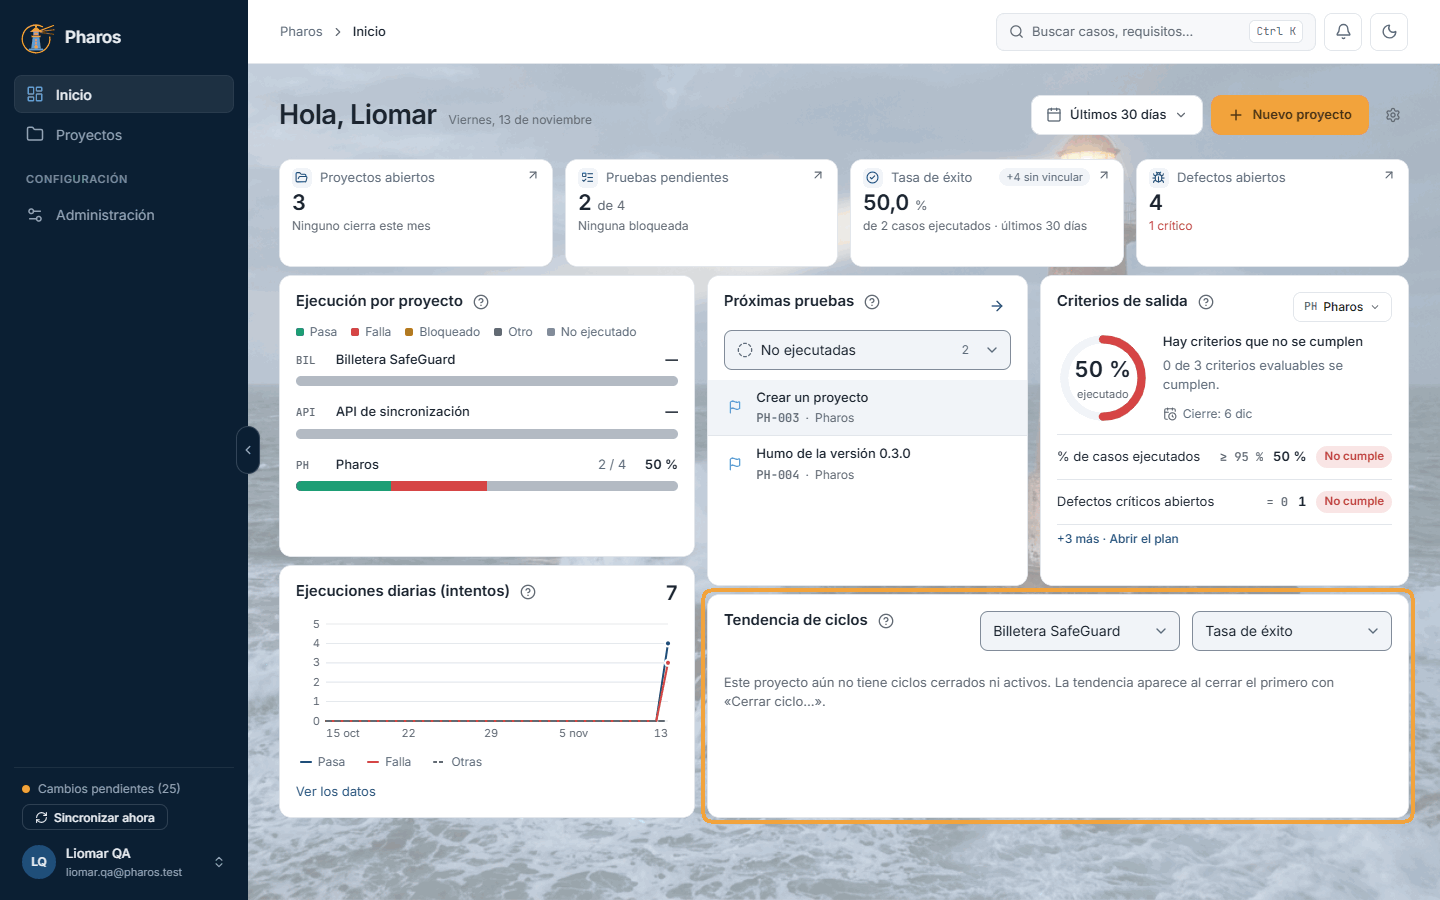 Pharos
Inicio
Proyectos
CONFIGURACIÓN
Administración
Cambios pendientes (25)
Sincronizar ahora
LQ
Liomar QA
liomar.qa@pharos.test
Pharos > Inicio
Buscar casos, requisitos... Ctrl K
Hola, Liomar Viernes, 13 de noviembre
Últimos 30 días
+ Nuevo proyecto
Proyectos abiertos
3
Ninguno cierra este mes
Pruebas pendientes
2 de 4
Ninguna bloqueada
Tasa de éxito +4 sin vincular
50,0 %
de 2 casos ejecutados · últimos 30 días
Defectos abiertos
4
1 crítico
Ejecución por proyecto
Pasa Falla Bloqueado Otro No ejecutado
BIL Billetera SafeGuard —
API API de sincronización —
PH Pharos 2 / 4 50 %
Próximas pruebas
No ejecutadas 2
Crear un proyecto
PH-003 · Pharos
Humo de la versión 0.3.0
PH-004 · Pharos
Criterios de salida PH Pharos
50 %
ejecutado
Hay criterios que no se cumplen
0 de 3 criterios evaluables se
cumplen.
Cierre: 6 dic
% de casos ejecutados ≥ 95 % 50 % No cumple
Defectos críticos abiertos = 0 1 No cumple
+3 más · Abrir el plan
Ejecuciones diarias (intentos) 7
5
4
3
2
1
0
15 oct 22 29 5 nov 13
Pasa Falla Otras
Ver los datos
Tendencia de ciclos Billetera SafeGuard Tasa de éxito
Este proyecto aún no tiene ciclos cerrados ni activos. La tendencia aparece al cerrar el primero con
«Cerrar ciclo...».